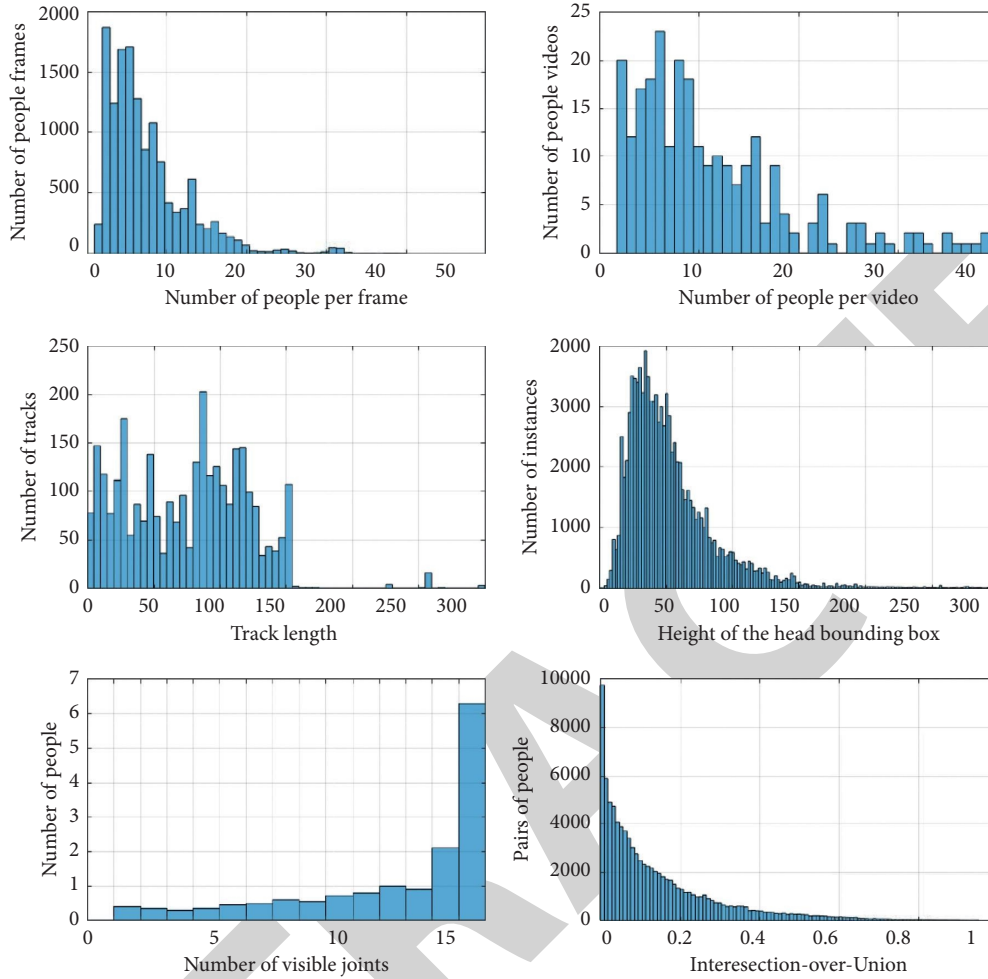 2000
1500
1000
500
0
0 10 20 30 40 50
Number of people frames
Number of people per frame
25
20
15
10
5
0
0 10 20 30 40
Number of people videos
Number of people per video
250
200
150
100
50
0
0 50 100 150 200 250 300
Number of tracks
Track length
2000
3000
2000
1000
0
0 50 100 150 200 250 300
Number of instances
Height of the head bounding box
7
6
5
4
3
2
1
0
0 5 10 15
Number of people
Number of visible joints
10000
8000
6000
4000
2000
0
0 0.2 0.4 0.6 0.8 1
Pairs of people
Interesection-over-Union